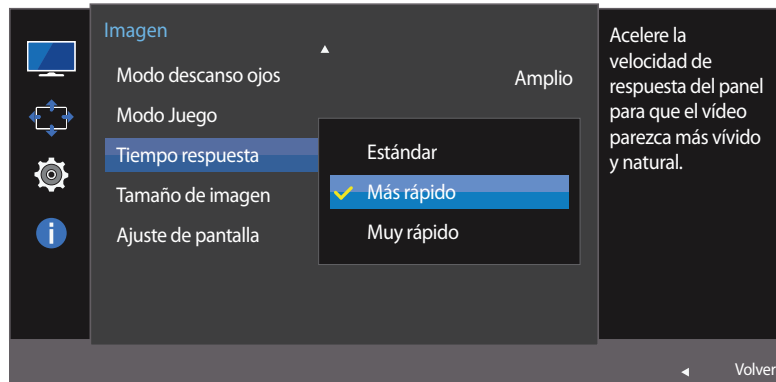 Imagen
Modo descanso ojos
Amplio
Modo Juego
Tiempo respuesta
Tamaño de imagen
Ajuste de pantalla
Estándar
Más rápido
Muy rápido
Acelere la
velocidad de
respuesta del panel
para que el vídeo
parezca más vívido
y natural.
Volver